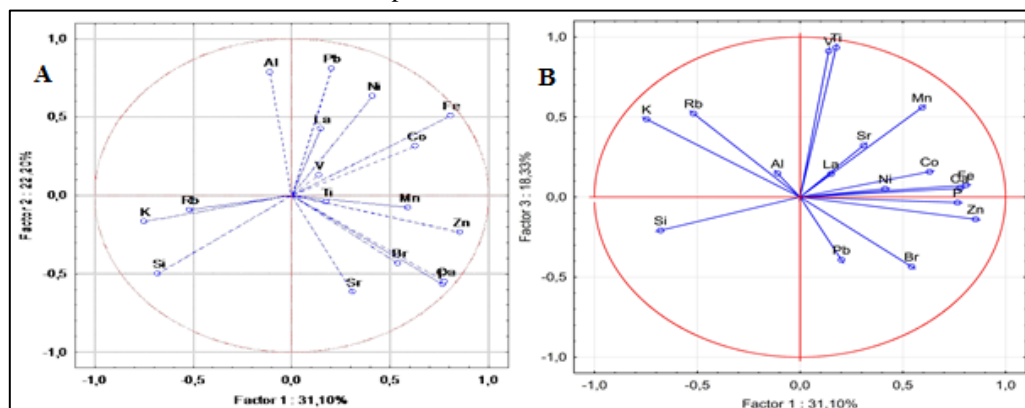 A
1,0
0,5
0,0
-0,5
-1,0
Factor 2 : 22,20%
Al
Pb
Ni
Fe
La
Co
V
Ti
Mn
K
Rb
Zn
Si
Br
Sr
-1,0 -0,5 0,0 0,5 1,0
Factor 1 : 31,10%
B
1,0
0,5
0,0
-0,5
-1,0
Factor 3 : 18,33%
V Ti
K
Rb
Mn
Sr
Al
La
Co
Ni
Fe
P
Zn
Si
Pb
Br
-1,0 -0,5 0,0 0,5 1,0
Factor 1 : 31,10%